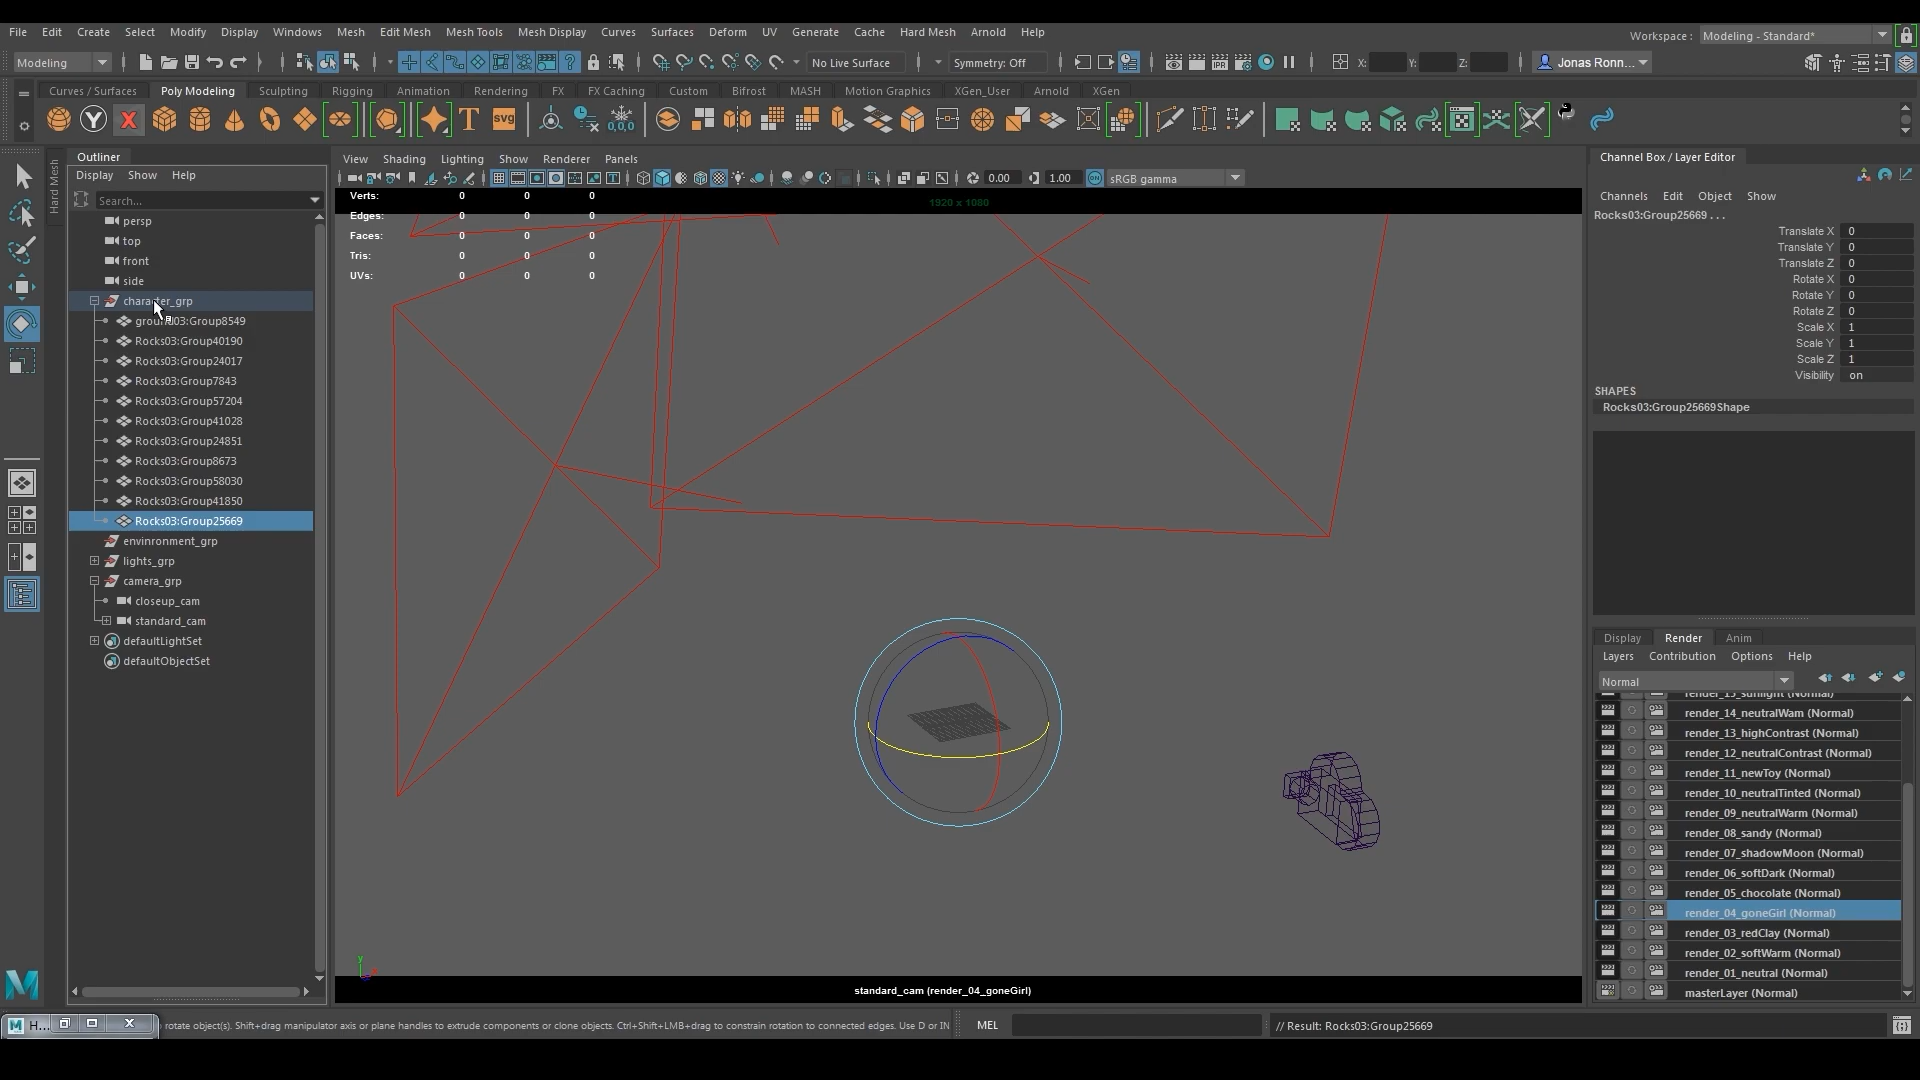 File Edit Create Select Modify Display Windows Mesh Edit Mesh Mesh Tools Mesh Display Curves Surfaces Deform UV Generate Cache Hard Mesh Arnold Help
Workspace : Modeling - Standard*
Modeling
No Live Surface
Symmetry: Off
X: Y: Z:
Jonas Ronn...
Curves / Surfaces Poly Modeling Sculpting Rigging Animation Rendering FX FX Caching Custom Bifrost MASH Motion Graphics XGen_User Arnold XGen
svg
0,0,0
Outliner
Display Show Help
Search...
Hard Mesh
persp
top
front
side
character_grp
ground03:Group8549
Rocks03:Group40190
Rocks03:Group24017
Rocks03:Group7843
Rocks03:Group57204
Rocks03:Group41028
Rocks03:Group24851
Rocks03:Group8673
Rocks03:Group58030
Rocks03:Group41850
Rocks03:Group25669
envinronment_grp
lights_grp
camera_grp
closeup_cam
standard_cam
defaultLightSet
defaultObjectSet
View Shading Lighting Show Renderer Panels
0.00 1.00 sRGB gamma
Verts: 0 0 0
Edges: 0 0 0
Faces: 0 0 0
Tris: 0 0 0
UVs: 0 0 0
1920 x 1080
y
standard_cam (render_04_goneGirl)
Channel Box / Layer Editor
Channels Edit Object Show
Rocks03:Group25669 . . .
Translate X 0
Translate Y 0
Translate Z 0
Rotate X 0
Rotate Y 0
Rotate Z 0
Scale X 1
Scale Y 1
Scale Z 1
Visibility on
SHAPES
Rocks03:Group25669Shape
Display Render Anim
Layers Contribution Options Help
Normal
render_15_sunlight (Normal)
render_14_neutralWam (Normal)
render_13_highContrast (Normal)
render_12_neutralContrast (Normal)
render_11_newToy (Normal)
render_10_neutralTinted (Normal)
render_09_neutralWarm (Normal)
render_08_sandy (Normal)
render_07_shadowMoon (Normal)
render_06_softDark (Normal)
render_05_chocolate (Normal)
render_04_goneGirl (Normal)
render_03_redClay (Normal)
render_02_softWarm (Normal)
render_01_neutral (Normal)
masterLayer (Normal)
H...
rotate object(s). Shift+drag manipulator axis or plane handles to extrude components or clone objects. Ctrl+Shift+LMB+drag to constrain rotation to connected edges. Use D or IN
MEL
// Result: Rocks03:Group25669